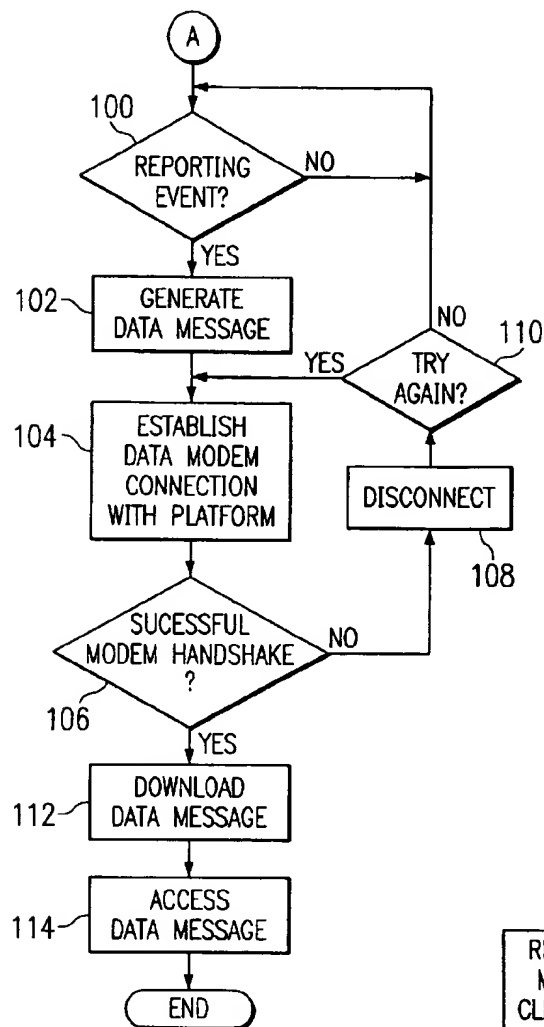 A
100
REPORTING
EVENT?
NO
YES
102
GENERATE
DATA MESSAGE
NO
110
YES
TRY
AGAIN?
104
ESTABLISH
DATA MODEM
CONNECTION
WITH PLATFORM
DISCONNECT
108
SUCESSFUL
MODEM HANDSHAKE
?
NO
106
YES
112
DOWNLOAD
DATA MESSAGE
114
ACCESS
DATA MESSAGE
END